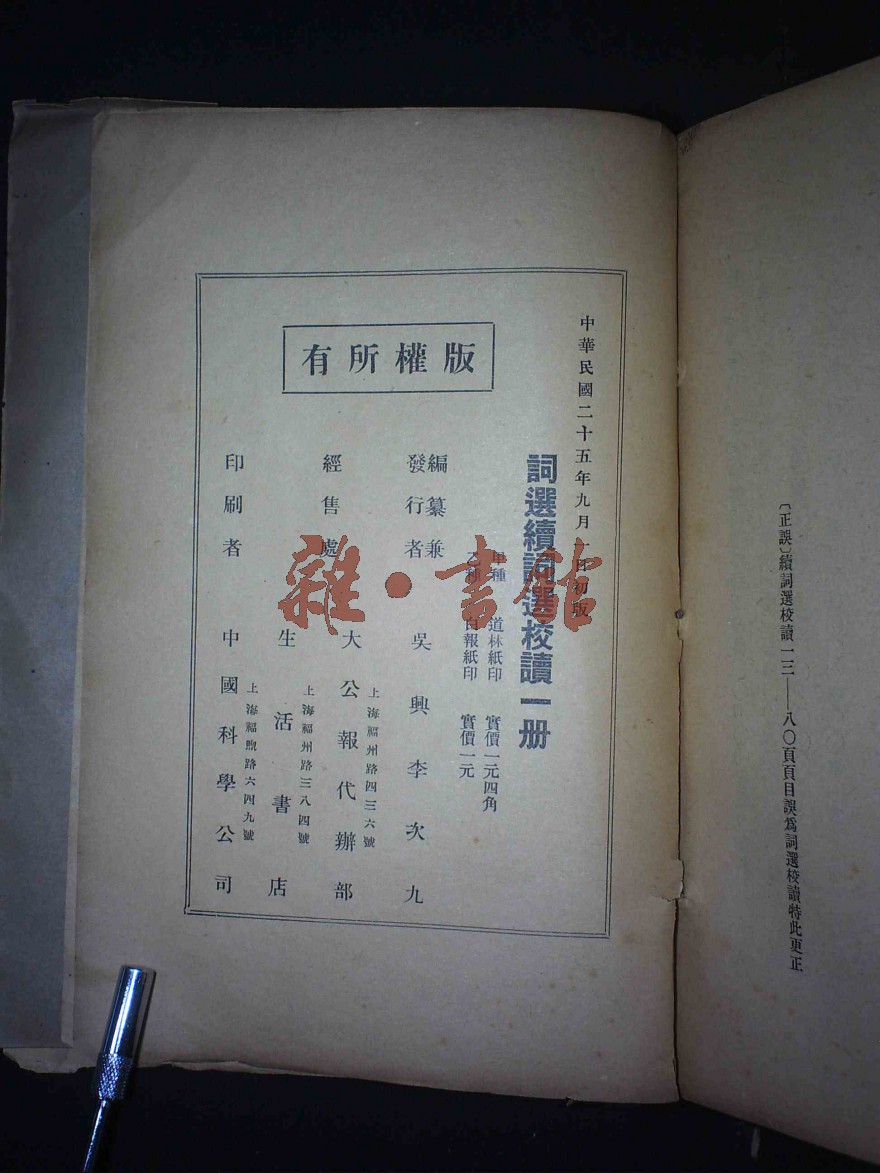 〔正誤〕續詞選校讀一三——八〇頁頁目誤爲詞選校讀特此更正
中華民國二十五年九月一日初版
詞選續詞選校讀一册
甲種 道林紙印 實價一元四角
乙種 白報紙印 實價一元
版權所有
編纂兼
發行者 吳興李次九
經售處
上海福州路四三六號
大公報代辦部
上海福州路三八四號
生活書店
上海福煦路六四九號
印刷者 中國科學公司
雜·書館